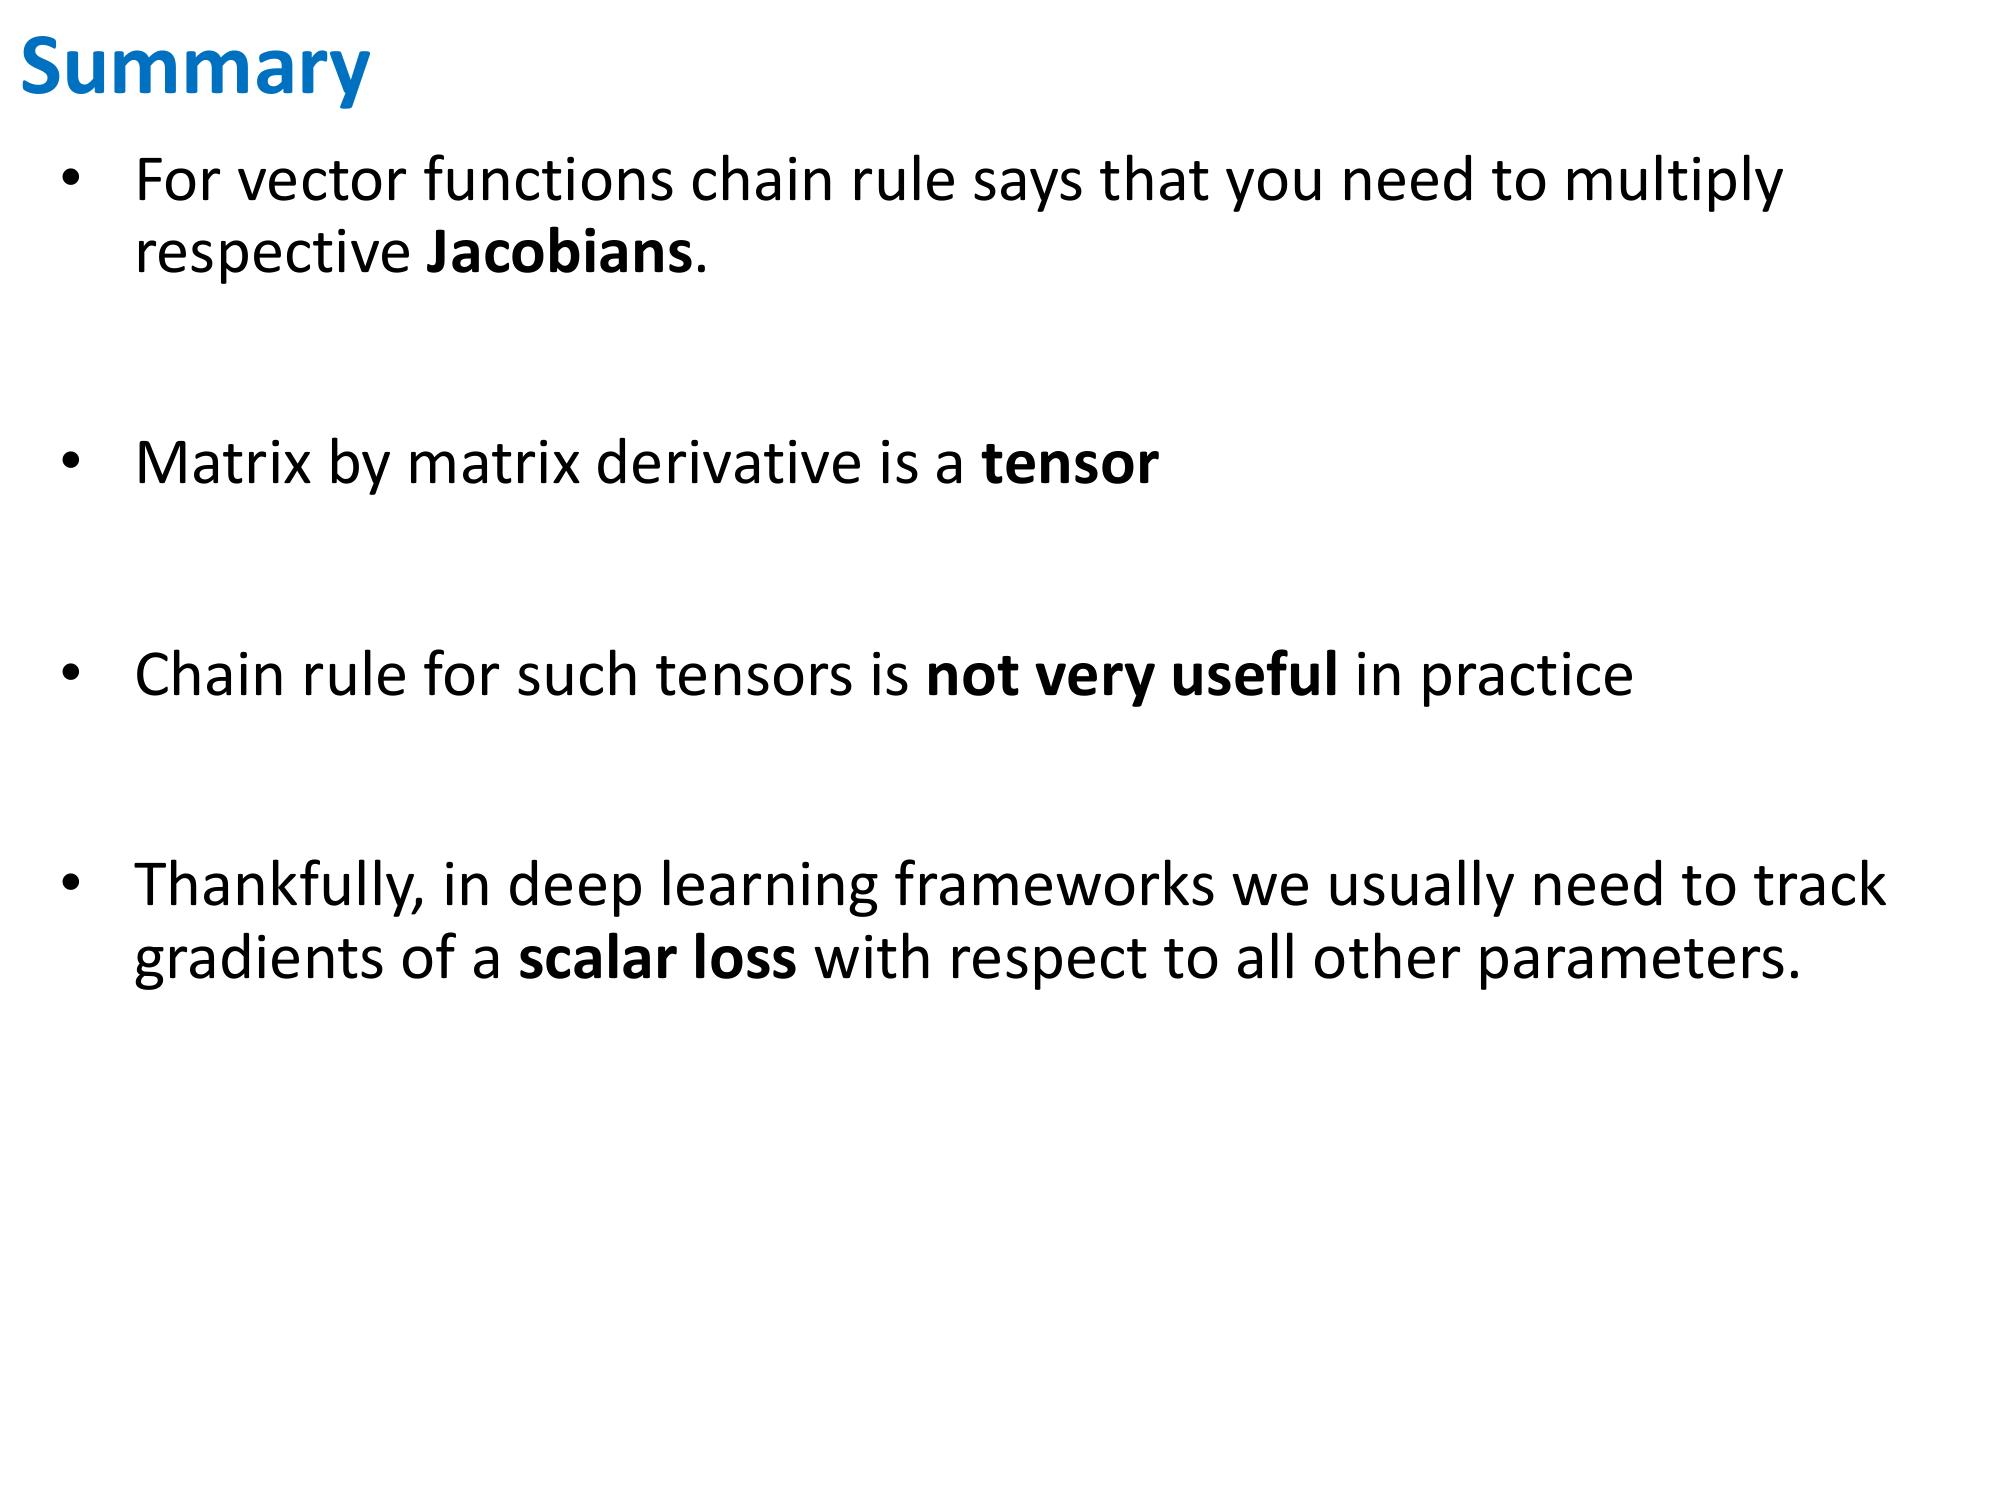 Summary
• For vector functions chain rule says that you need to multiply
respective Jacobians.
• Matrix by matrix derivative is a tensor
• Chain rule for such tensors is not very useful in practice
• Thankfully, in deep learning frameworks we usually need to track
gradients of a scalar loss with respect to all other parameters.